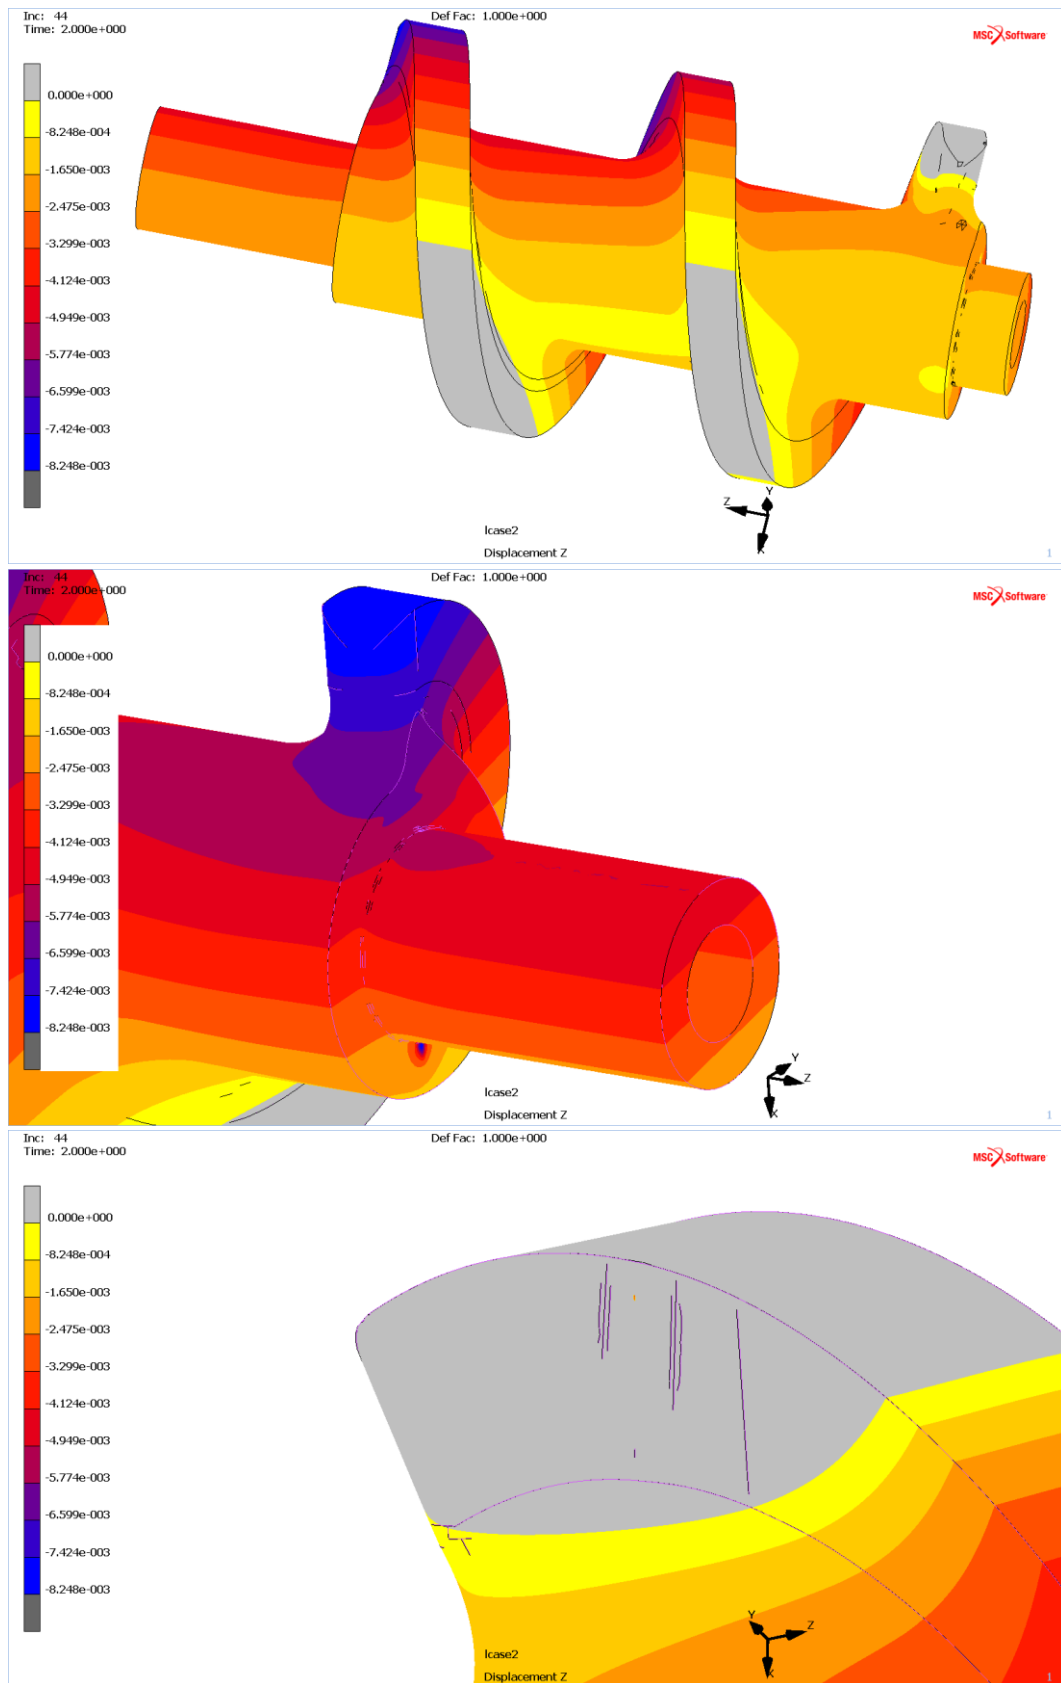 Inc: 44
Time: 2.000e+000
Def Fac: 1.000e+000
MSC Software
0.000e+000
-8.248e-004
-1.650e-003
-2.475e-003
-3.299e-003
-4.124e-003
-4.949e-003
-5.774e-003
-6.599e-003
-7.424e-003
-8.248e-003
Y
Z
X
lcase2
Displacement Z
1
Inc: 44
Time: 2.000e+000
Def Fac: 1.000e+000
MSC Software
0.000e+000
-8.248e-004
-1.650e-003
-2.475e-003
-3.299e-003
-4.124e-003
-4.949e-003
-5.774e-003
-6.599e-003
-7.424e-003
-8.248e-003
Y
Z
X
lcase2
Displacement Z
1
Inc: 44
Time: 2.000e+000
Def Fac: 1.000e+000
MSC Software
0.000e+000
-8.248e-004
-1.650e-003
-2.475e-003
-3.299e-003
-4.124e-003
-4.949e-003
-5.774e-003
-6.599e-003
-7.424e-003
-8.248e-003
Y
Z
X
lcase2
Displacement Z
1